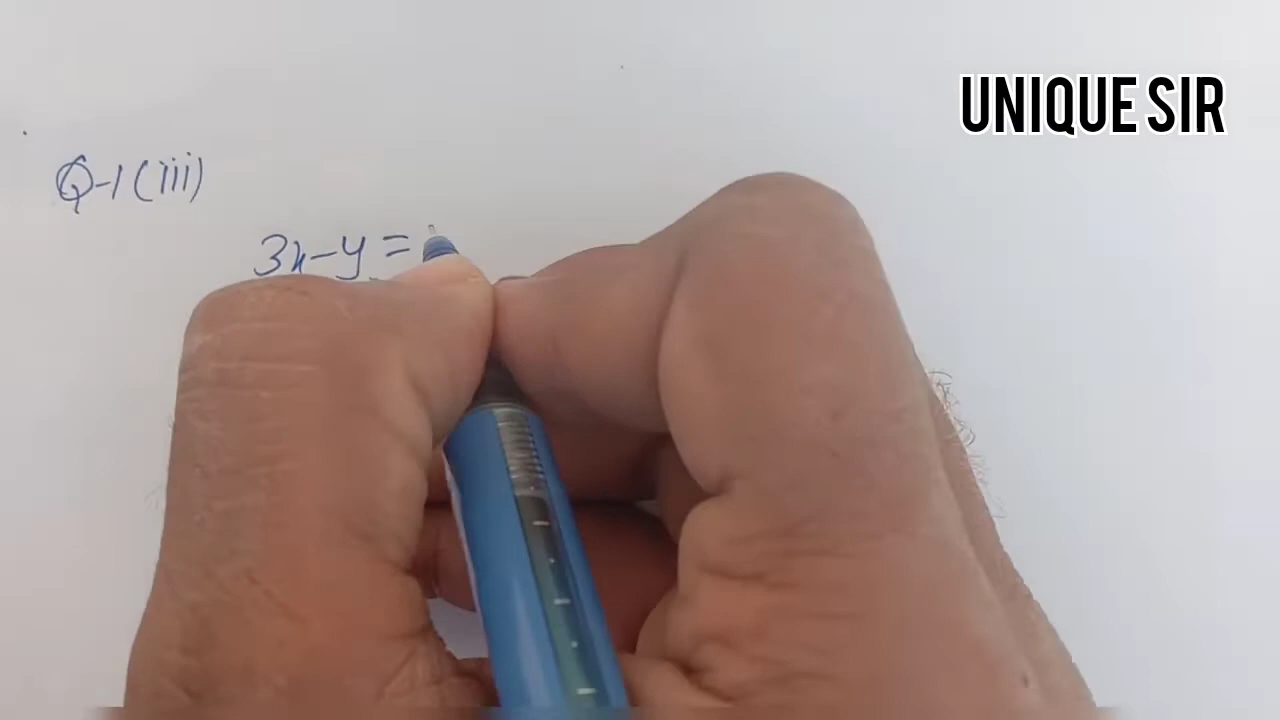 UNIQUE SIR
Q-1 (iii)
3x-y =